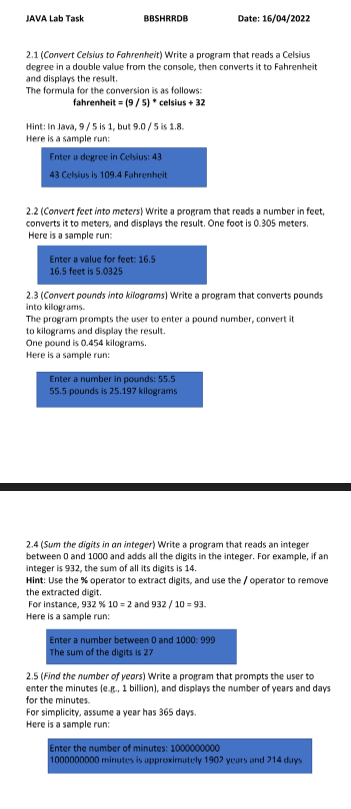 JAVA Lab Task BBSHRRDB Date: 16/04/2022
2.1 (Convert Celsius to Fahrenheit) Write a program that reads a Celsius
degree in a double value from the console, then converts it to Fahrenheit
and displays the result.
The formula for the conversion is as follows:
fahrenheit = (9 / 5) * celsius + 32
Hint: In Java, 9 / 5 is 1, but 9.0 / 5 is 1.8.
Here is a sample run:
Enter a degree in Celsius: 43
43 Celsius is 109.4 Fahrenheit
2.2 (Convert feet into meters) Write a program that reads a number in feet,
converts it to meters, and displays the result. One foot is 0.305 meters.
Here is a sample run:
Enter a value for feet: 16.5
16.5 feet is 5.0325
2.3 (Convert pounds into kilograms) Write a program that converts pounds
into kilograms.
The program prompts the user to enter a pound number, convert it
to kilograms and display the result.
One pound is 0.454 kilograms.
Here is a sample run:
Enter a number in pounds: 55.5
55.5 pounds is 25.197 kilograms
2.4 (Sum the digits in an integer) Write a program that reads an integer
between 0 and 1000 and adds all the digits in the integer. For example, if an
integer is 932, the sum of all its digits is 14.
Hint: Use the % operator to extract digits, and use the / operator to remove
the extracted digit.
For instance, 932 % 10 = 2 and 932 / 10 = 93.
Here is a sample run:
Enter a number between 0 and 1000: 999
The sum of the digits is 27
2.5 (Find the number of years) Write a program that prompts the user to
enter the minutes (e.g., 1 billion), and displays the number of years and days
for the minutes.
For simplicity, assume a year has 365 days.
Here is a sample run:
Enter the number of minutes: 1000000000
1000000000 minutes is approximately 1902 years and 214 days